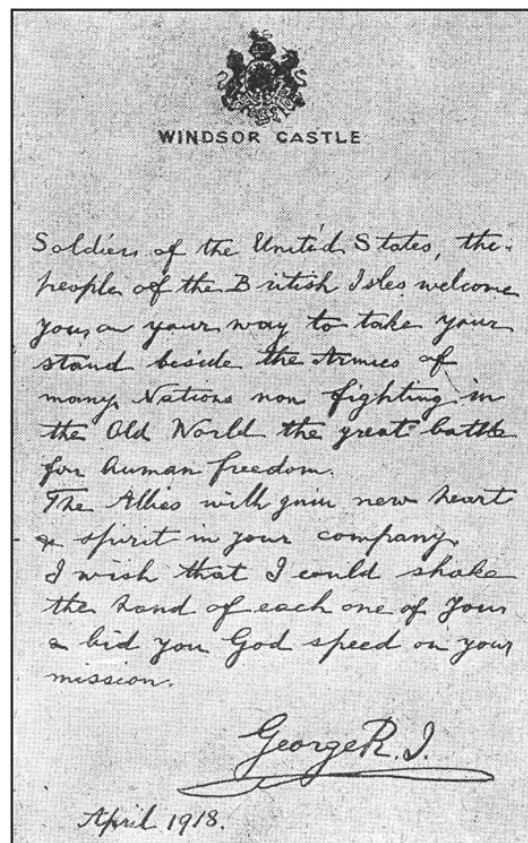 WINDSOR CASTLE
Soldiers of the United States, the
people of the British Isles welcome
you on your way to take your
stand beside the Armies of
many Nations now fighting in
the Old World the great battle
for human freedom.
The Allies will gain new heart
& spirit in your company.
I wish that I could shake
the hand of each one of you
& bid you God speed on your
mission.
George R.I.
April 1918.